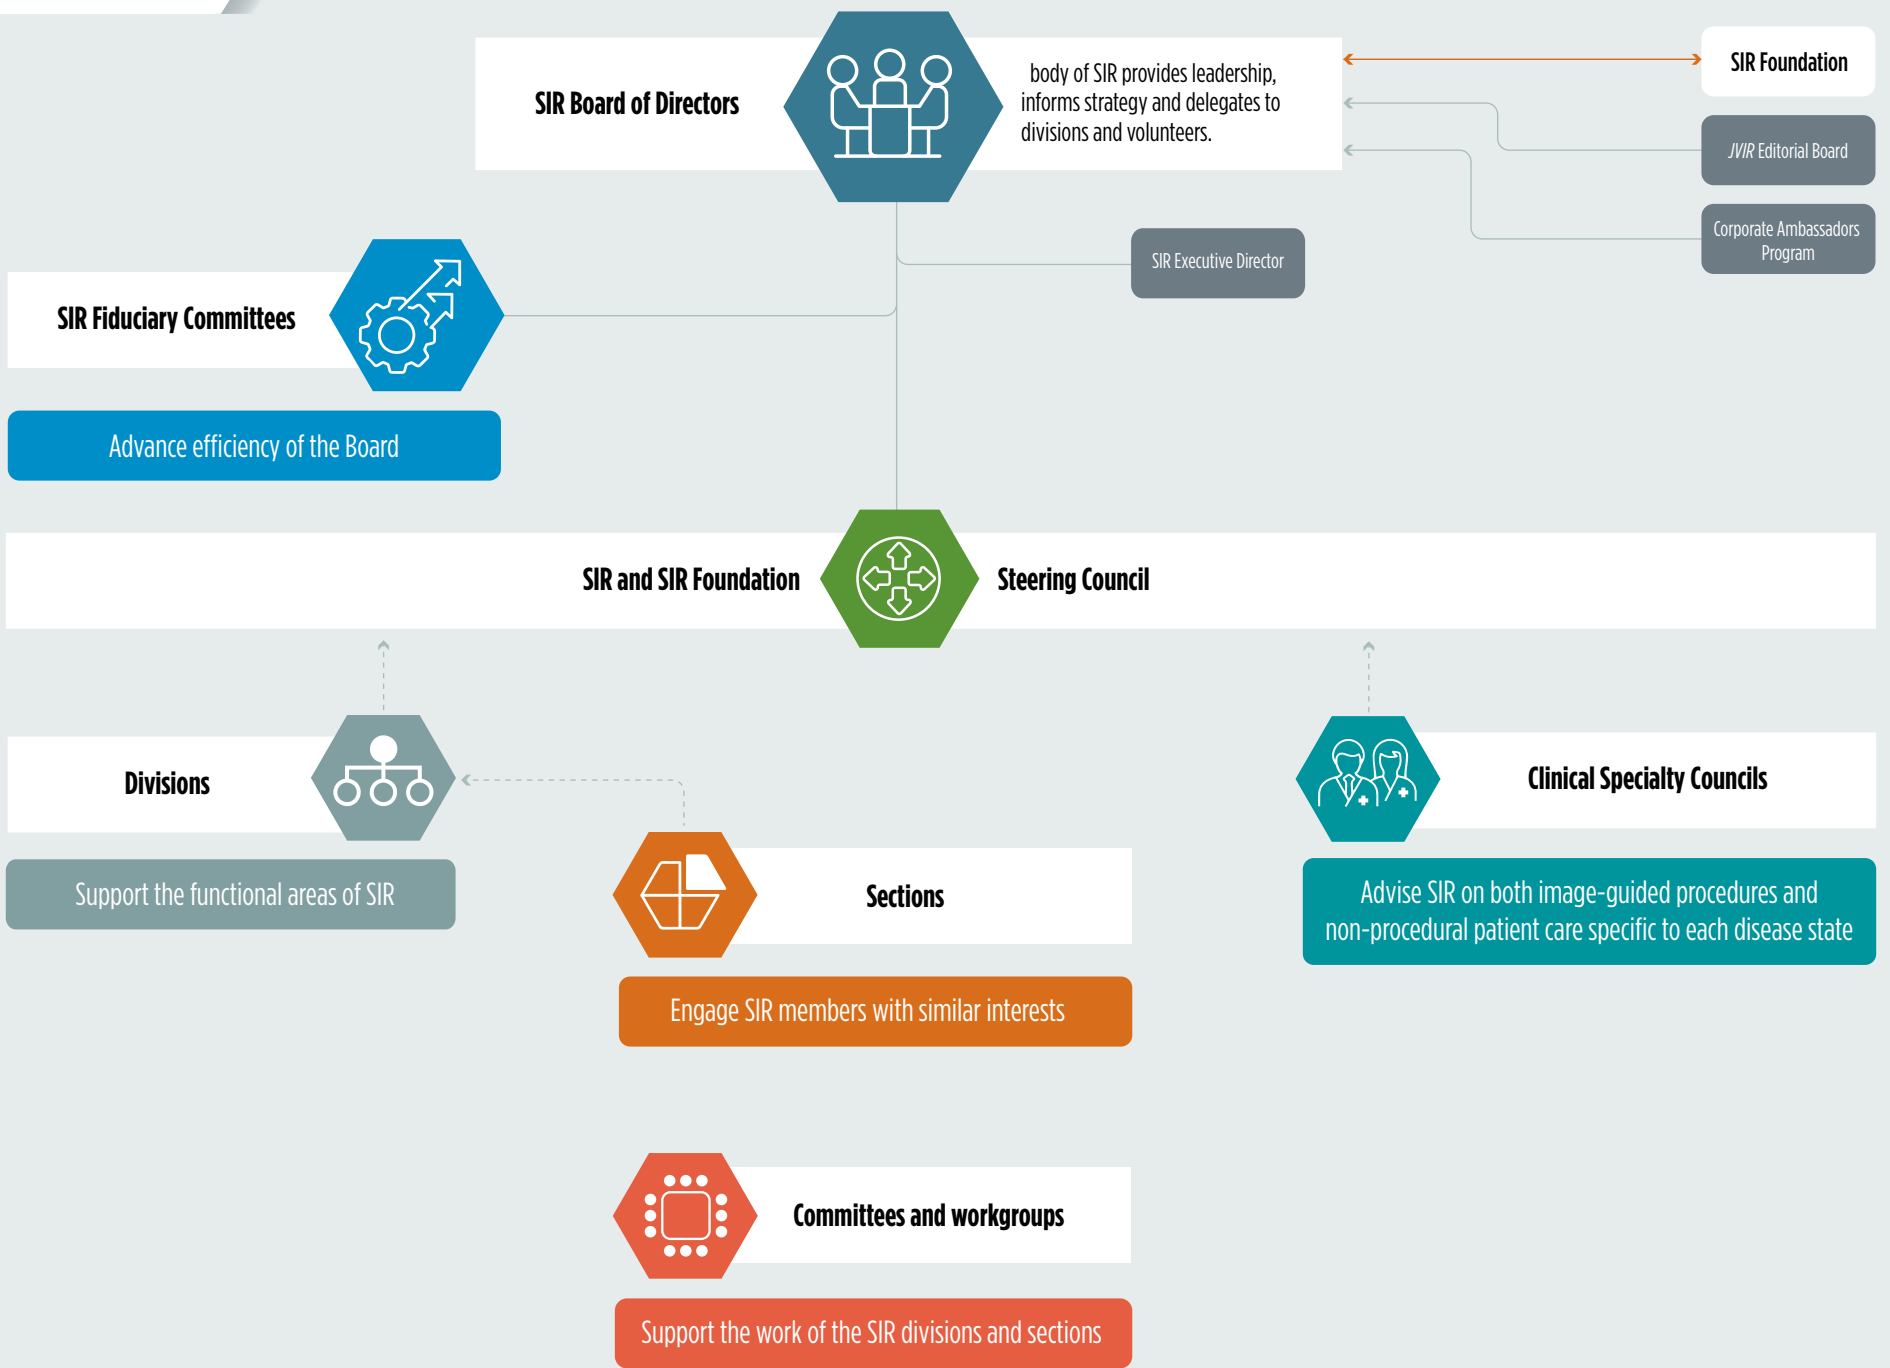 SIR Board of Directors
body of SIR provides leadership,
informs strategy and delegates to
divisions and volunteers.
SIR Foundation
JVIR Editorial Board
Corporate Ambassadors
Program
SIR Executive Director
SIR Fiduciary Committees
Advance efficiency of the Board
SIR and SIR Foundation
Steering Council
Divisions
Support the functional areas of SIR
Sections
Engage SIR members with similar interests
Clinical Specialty Councils
Advise SIR on both image-guided procedures and
non-procedural patient care specific to each disease state
Committees and workgroups
Support the work of the SIR divisions and sections